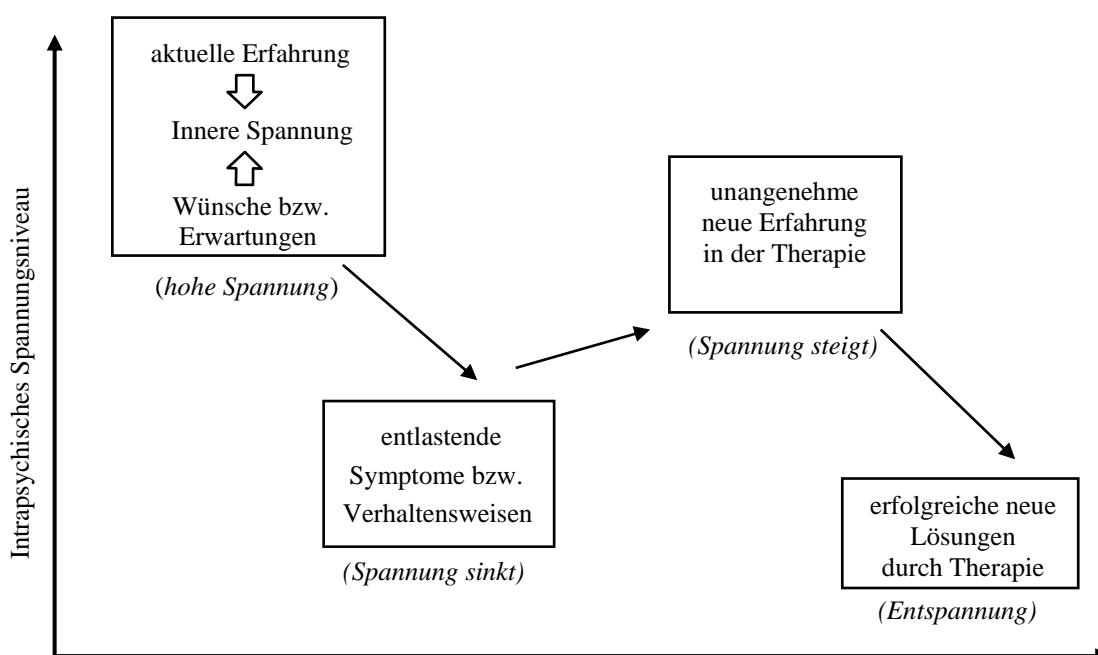 aktuelle Erfahrung
Innere Spannung
Wünsche bzw.
Erwartungen
(hohe Spannung)
entlastende
Symptome bzw.
Verhaltensweisen
(Spannung sinkt)
unangenehme
neue Erfahrung
in der Therapie
(Spannung steigt)
erfolgreiche neue
Lösungen
durch Therapie
(Entspannung)
Intrapsychisches Spannungsniveau